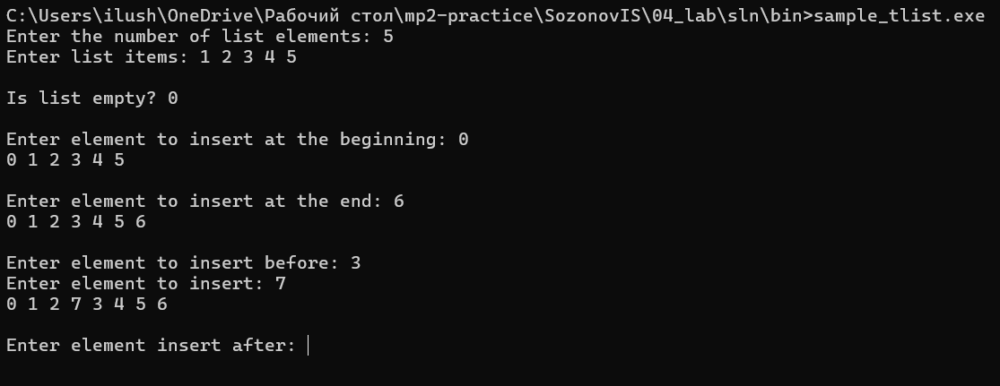 C:\Users\ilush\OneDrive\Рабочий стол\mp2-practice\SozonovIS\04_lab\sln\bin>sample_tlist.exe
Enter the number of list elements: 5
Enter list items: 1 2 3 4 5
Is list empty? 0
Enter element to insert at the beginning: 0
0 1 2 3 4 5
Enter element to insert at the end: 6
0 1 2 3 4 5 6
Enter element to insert before: 3
Enter element to insert: 7
0 1 2 7 3 4 5 6
Enter element insert after: